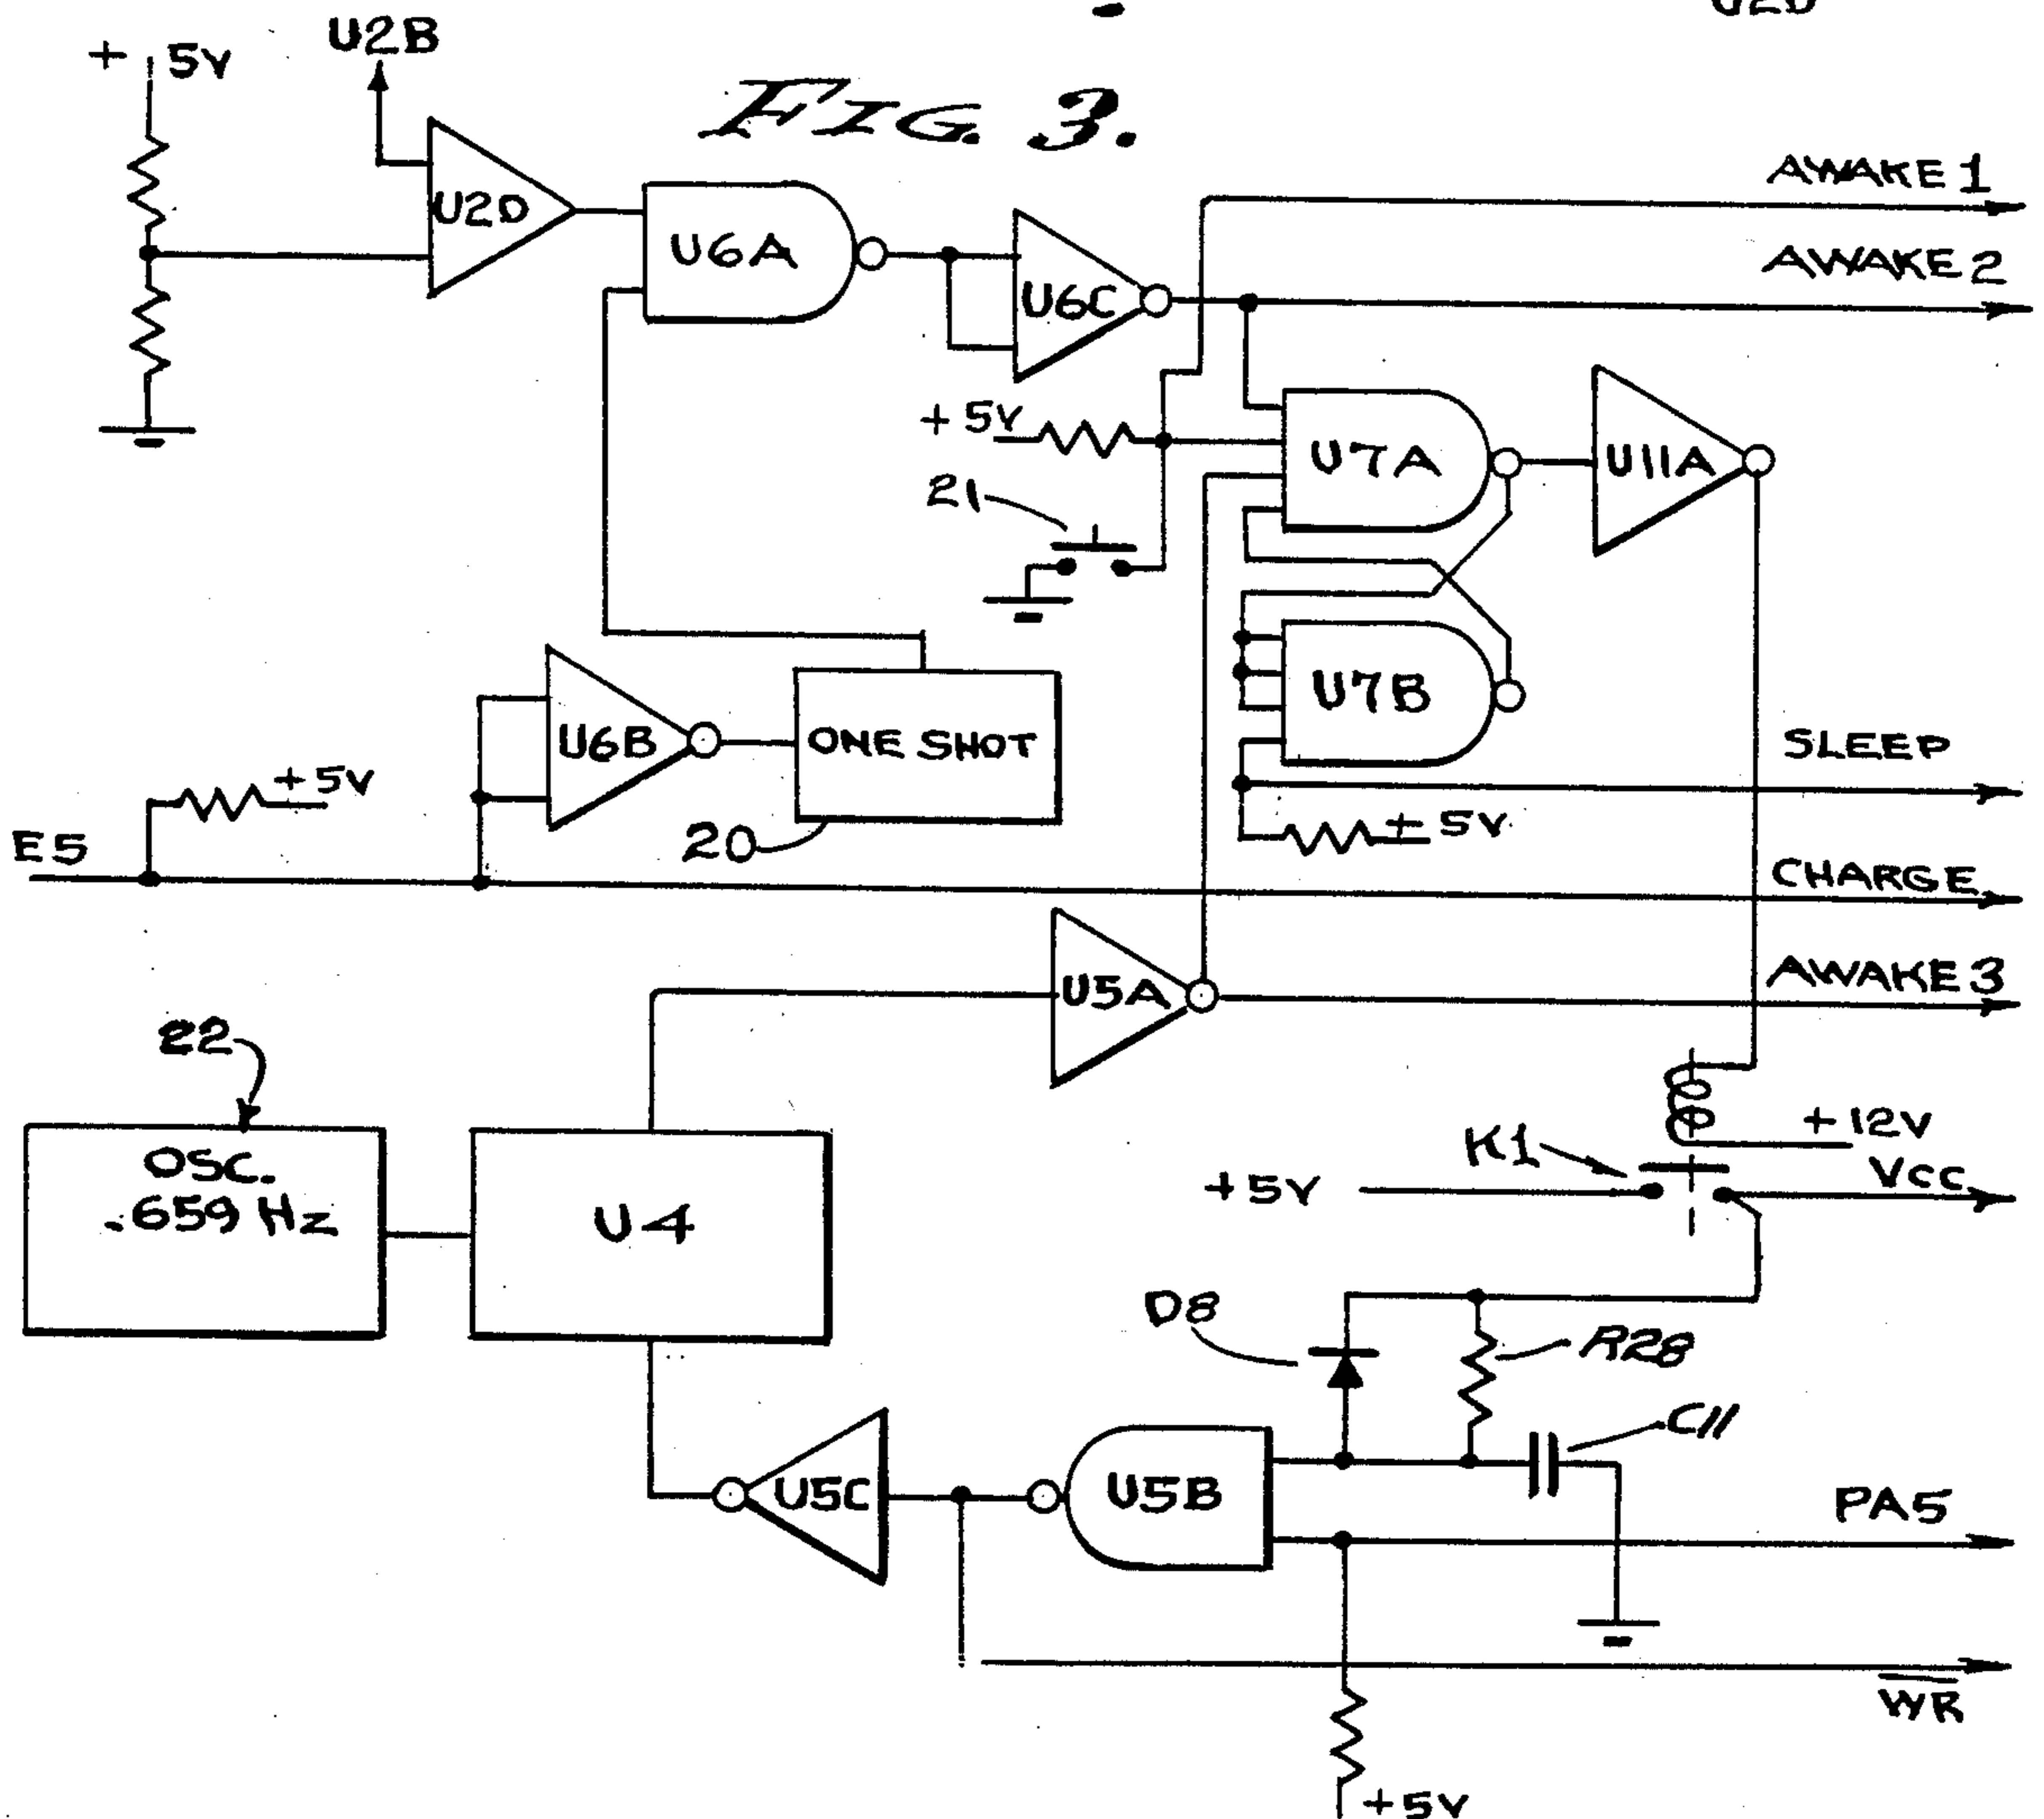 U2D
+ 5V
U2B
FIG. 3.
AWAKE 1
U2D
U6A
AWAKE 2
U6C
+ 5V
U7A
U11A
21
U7B
SLEEP
U6B
ONE SHOT
+5V
± 5V
20
E5
CHARGE
AWAKE 3
U5A
22
OSC.
.659 Hz
U4
+12V
K1
VCC
+5V
D8
R28
C11
U5C
U5B
PA5
WR
+5V